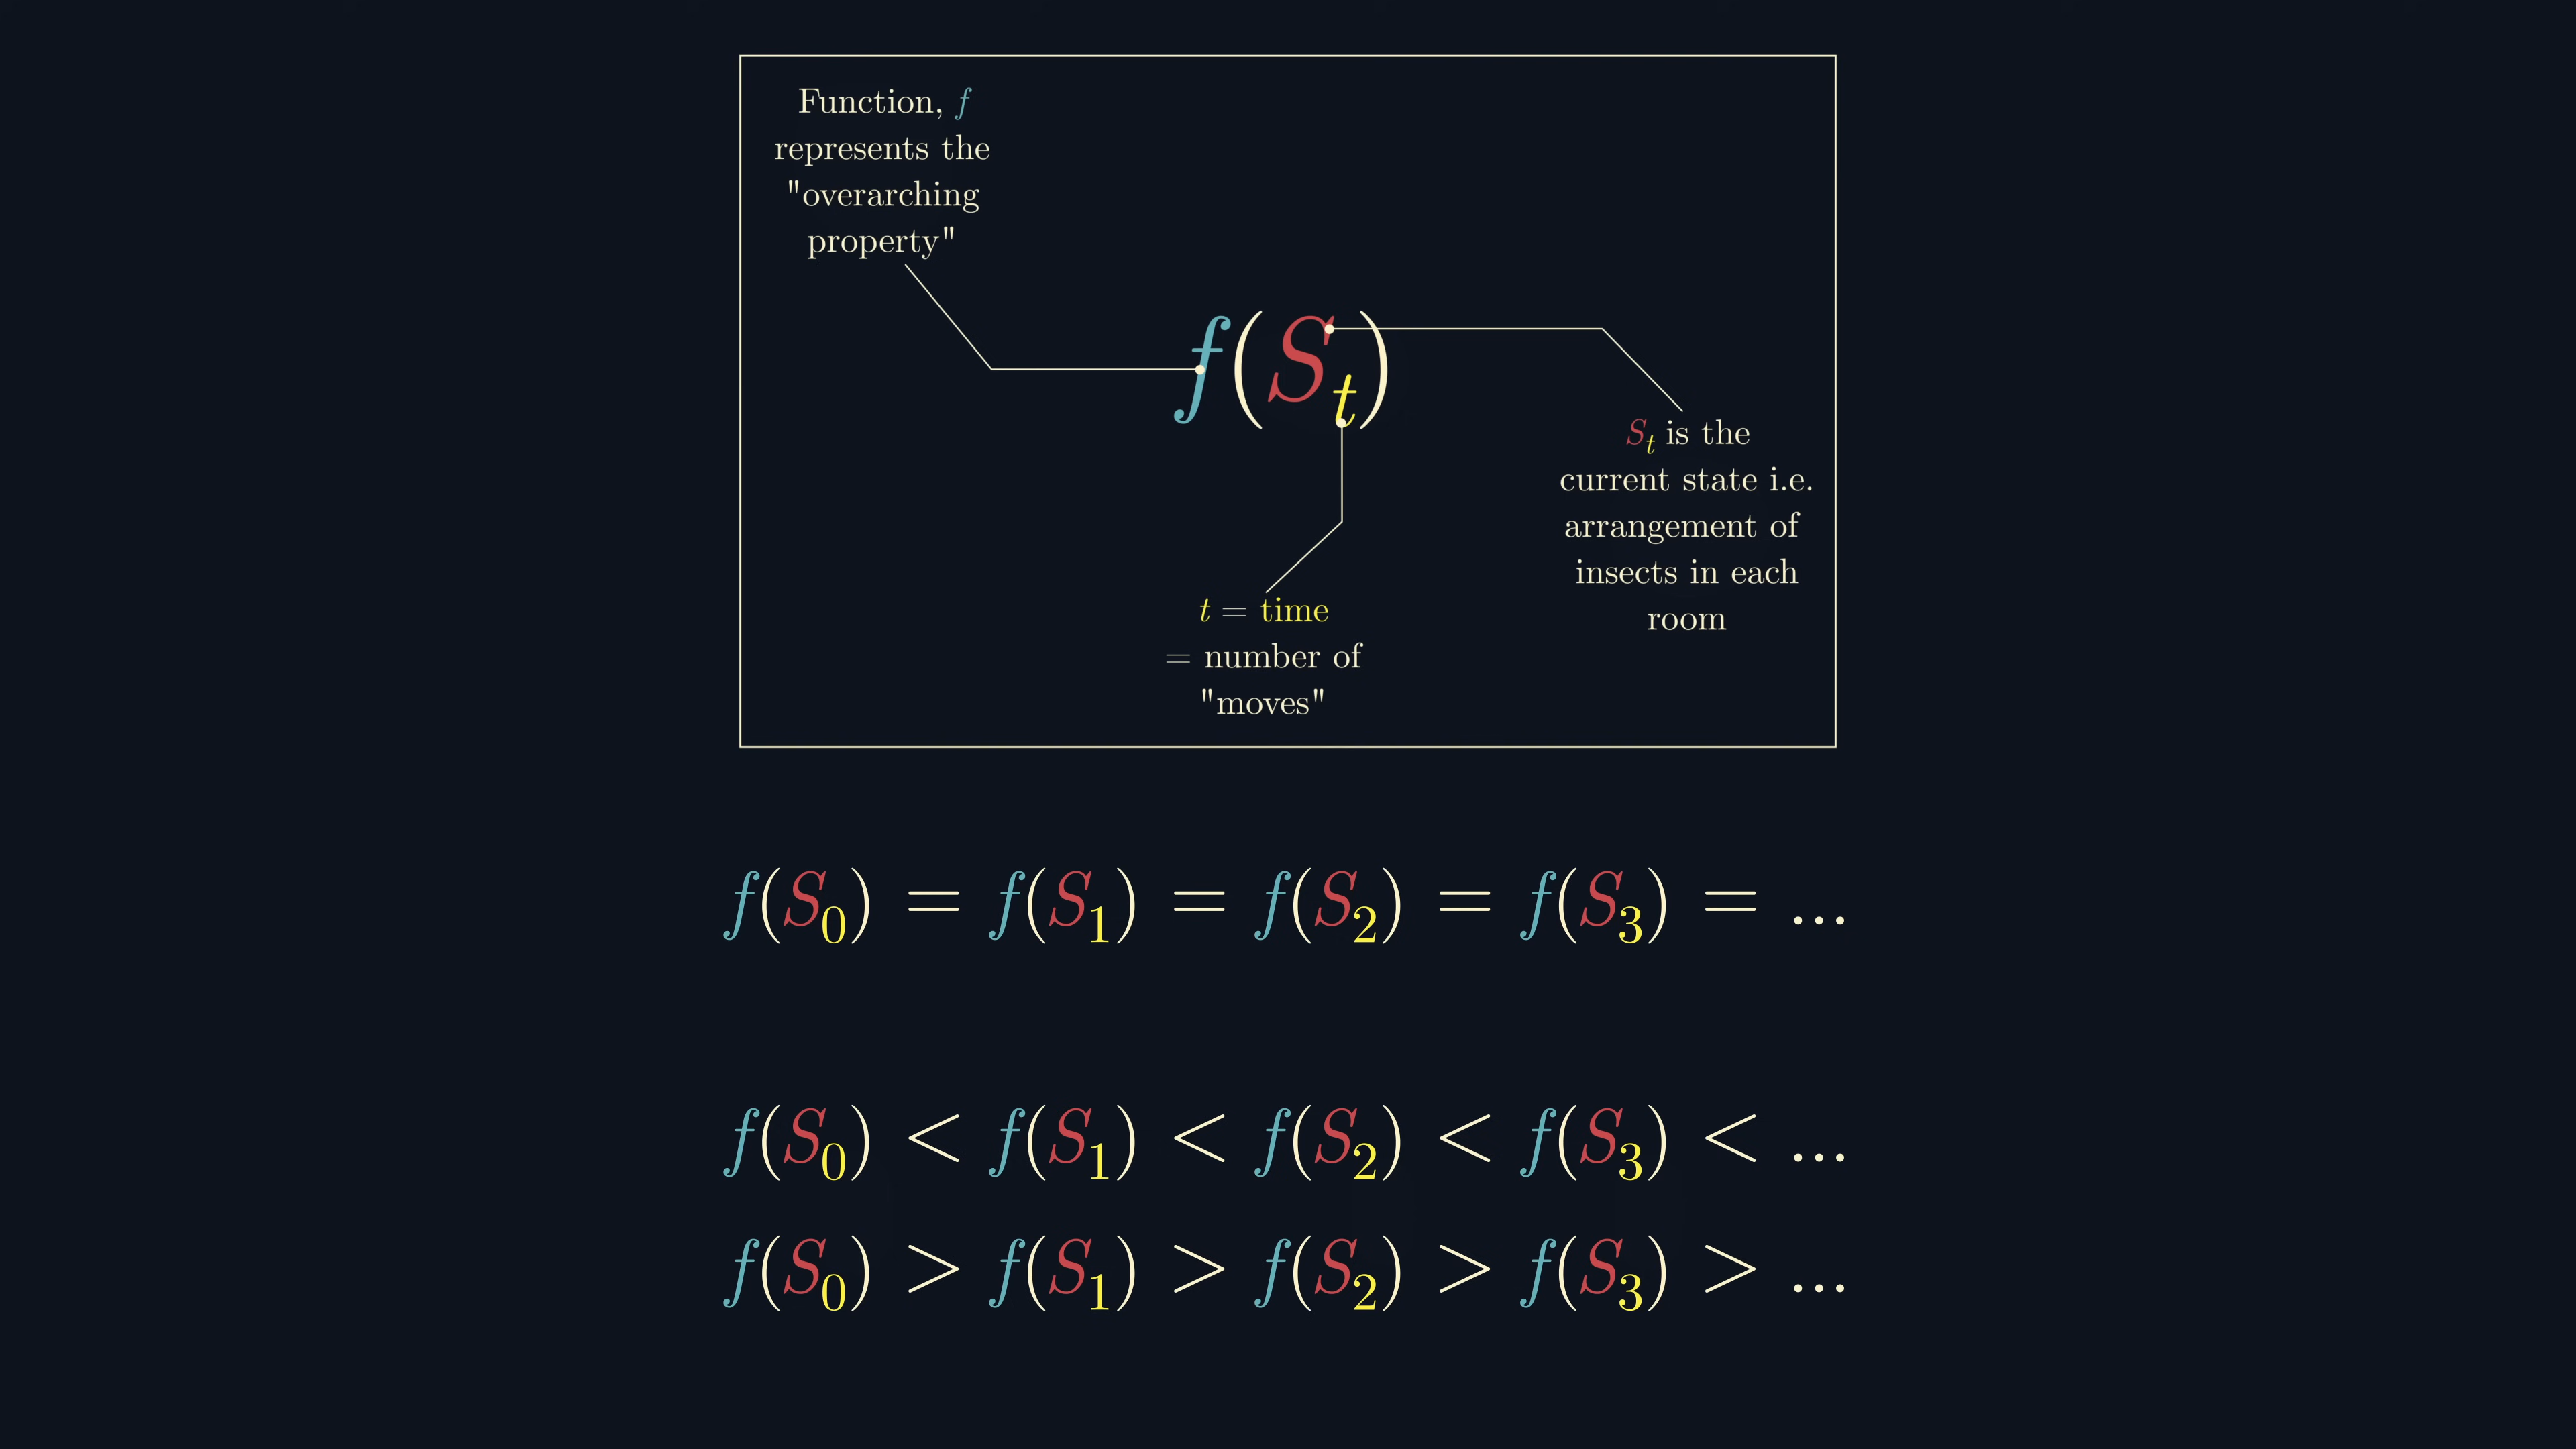 Function, f
represents the
"overarching
property"
f(S_t)
S_t is the
current state i.e.
arrangement of
insects in each
room
t = time
= number of
"moves"
f(S_0) = f(S_1) = f(S_2) = f(S_3) = ...
f(S_0) < f(S_1) < f(S_2) < f(S_3) < ...
f(S_0) > f(S_1) > f(S_2) > f(S_3) > ...